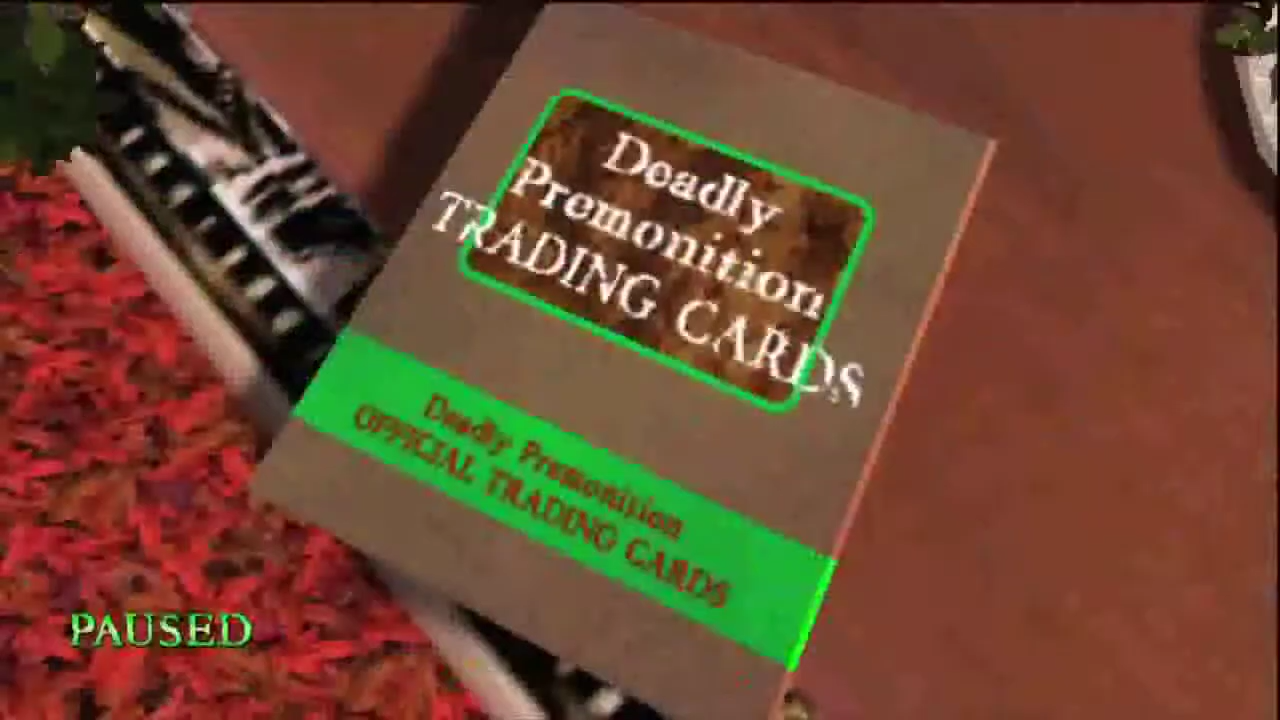 Deadly
Premonition
TRADING CARDS
Deadly Premonition
OFFICIAL TRADING CARDS
PAUSED